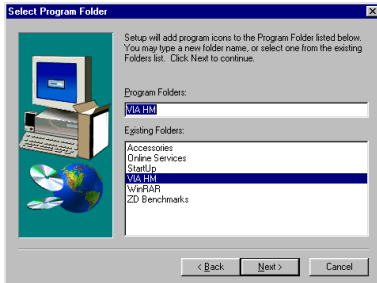 Select Program Folder
Setup will add program icons to the Program Folder listed below.
You may type a new folder name, or select one from the existing
Folders list. Click Next to continue.
Program Folders:
VIA HM
Existing Folders:
Accessories
Online Services
StartUp
VIA HM
WinRAR
ZD Benchmarks
< Back
Next >
Cancel